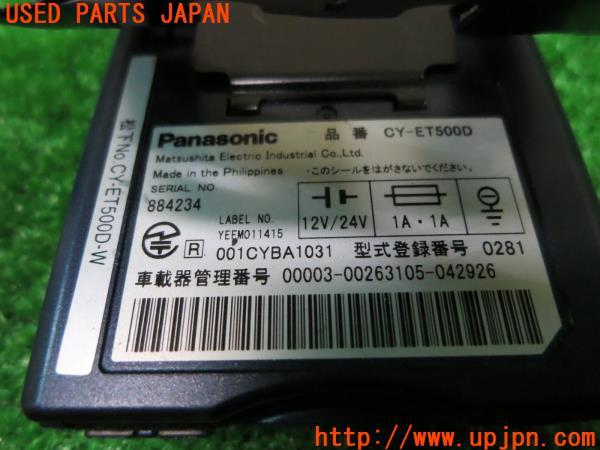 USED PARTS JAPAN
Panasonic
品番 CY-ET500D
Matsushita Electric Industrial Co.,Ltd.
Made in the Philippines
・このシールをはがさないでください。
SERIAL NO.
884234
LABEL NO.
YEFM011415
12V/24V
1A・1A
R 001CYBA1031 型式登録番号 0281
車載器管理番号 00003-00263105-042926
松下No.CY-ET500D-W
http://www.upjpn.com